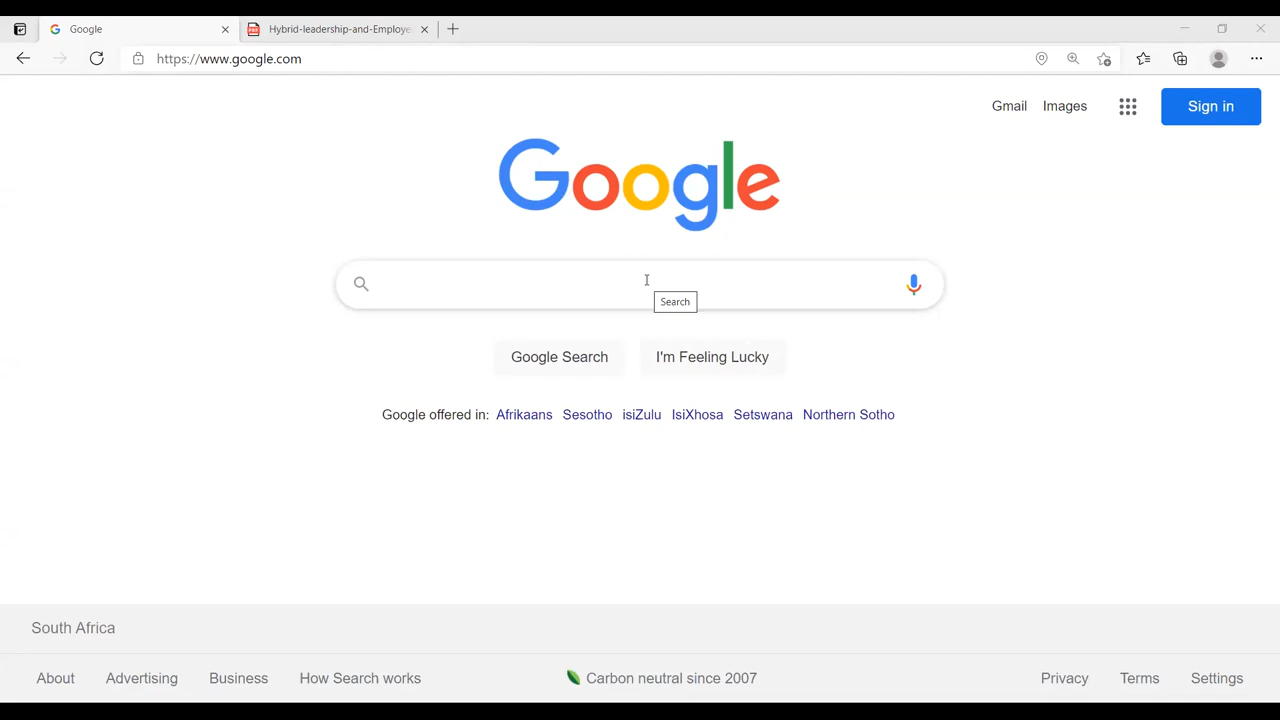 Google
Hybrid-leadership-and-Employe
https://www.google.com
Gmail Images Sign in
Google
Search
Google Search I'm Feeling Lucky
Google offered in: Afrikaans Sesotho isiZulu IsiXhosa Setswana Northern Sotho
South Africa
About Advertising Business How Search works Carbon neutral since 2007 Privacy Terms Settings